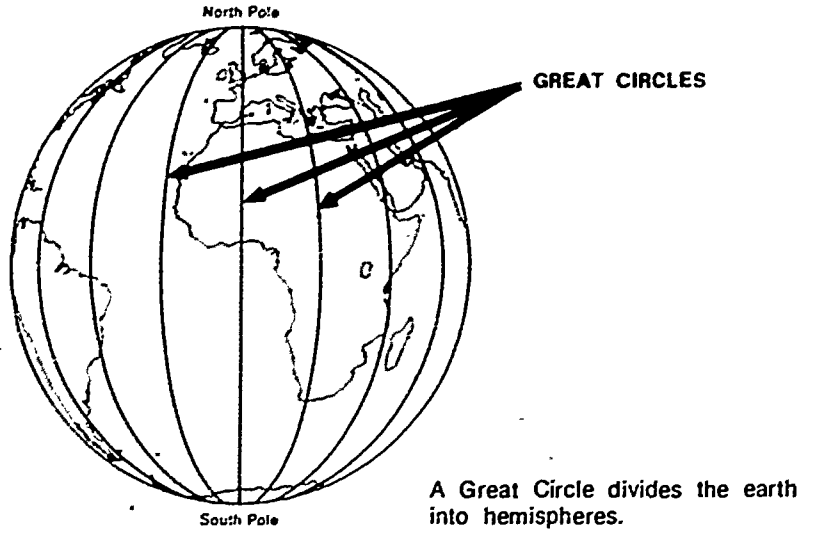 North Pole
GREAT CIRCLES
A Great Circle divides the earth
into hemispheres.
South Pole